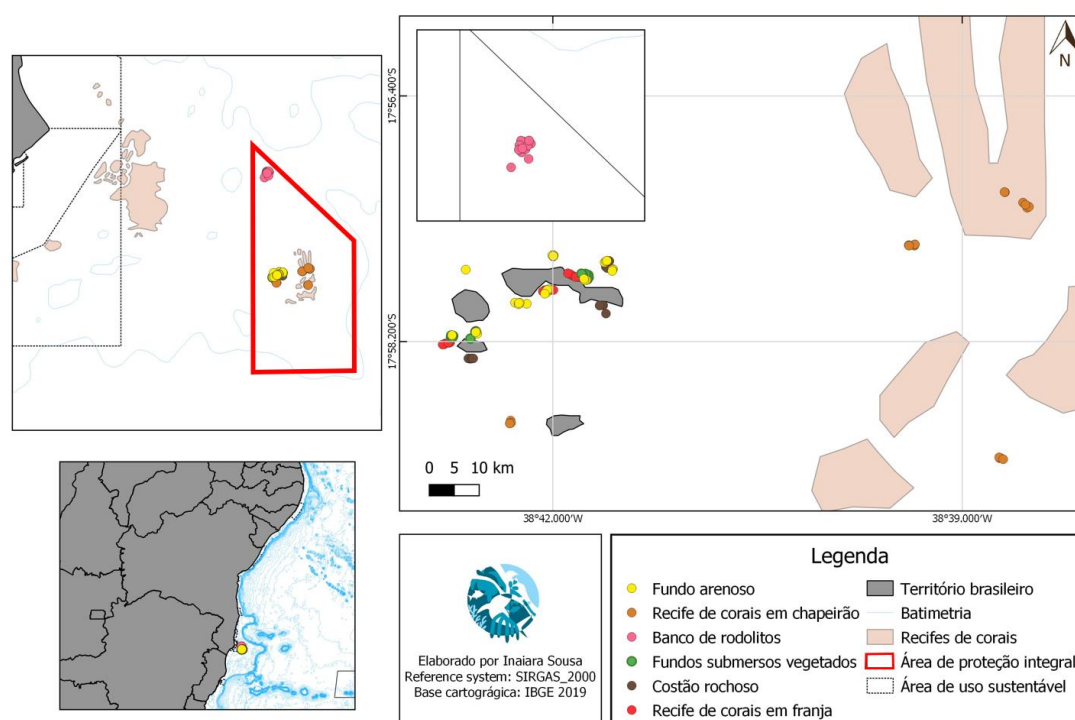 N
17°56.400'S
17°58.200'S
0 5 10 km
38°42.000'W
38°39.000'W
Elaborado por Inaiara Sousa
Reference system: SIRGAS_2000
Base cartográgica: IBGE 2019
Legenda
Fundo arenoso
Recife de corais em chapeirão
Banco de rodolitos
Fundos submersos vegetados
Costão rochoso
Recife de corais em franja
Território brasileiro
Batimetria
Recifes de corais
Área de proteção integral
Área de uso sustentável